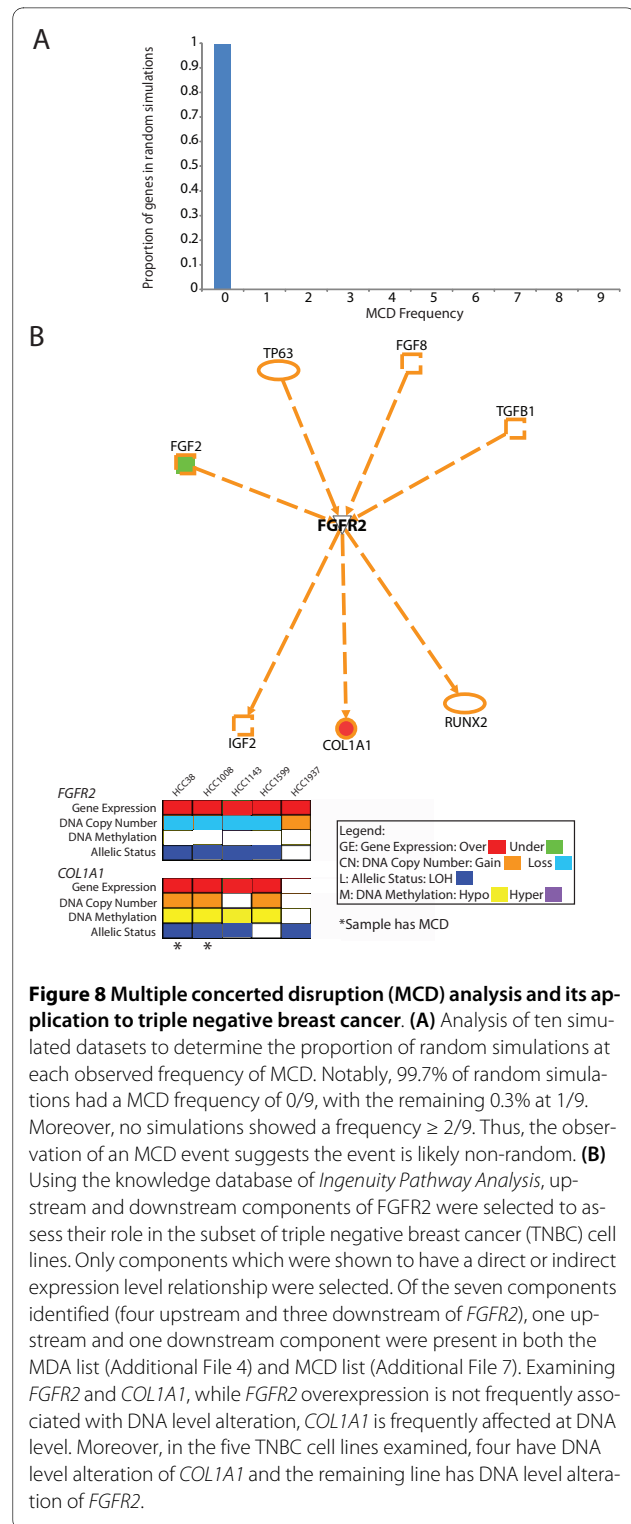 A
Proportion of genes in random simulations
1
0.9
0.8
0.7
0.6
0.5
0.4
0.3
0.2
0.1
0
0 1 2 3 4 5 6 7 8 9
MCD Frequency
B
TP63
FGF8
TGFB1
FGF2
FGFR2
IGF2
COL1A1
RUNX2
HCC38 HCC1008 HCC1143 HCC1599 HCC1937
FGFR2
Gene Expression
DNA Copy Number
DNA Methylation
Allelic Status
COL1A1
Gene Expression
DNA Copy Number
DNA Methylation
Allelic Status
* *
Legend:
GE: Gene Expression: Over Under
CN: DNA Copy Number: Gain Loss
L: Allelic Status: LOH
M: DNA Methylation: Hypo Hyper
*Sample has MCD
Figure 8 Multiple concerted disruption (MCD) analysis and its ap-
plication to triple negative breast cancer. (A) Analysis of ten simu-
lated datasets to determine the proportion of random simulations at
each observed frequency of MCD. Notably, 99.7% of random simula-
tions had a MCD frequency of 0/9, with the remaining 0.3% at 1/9.
Moreover, no simulations showed a frequency ≥ 2/9. Thus, the obser-
vation of an MCD event suggests the event is likely non-random. (B)
Using the knowledge database of Ingenuity Pathway Analysis, up-
stream and downstream components of FGFR2 were selected to as-
sess their role in the subset of triple negative breast cancer (TNBC) cell
lines. Only components which were shown to have a direct or indirect
expression level relationship were selected. Of the seven components
identified (four upstream and three downstream of FGFR2), one up-
stream and one downstream component were present in both the
MDA list (Additional File 4) and MCD list (Additional File 7). Examining
FGFR2 and COL1A1, while FGFR2 overexpression is not frequently asso-
ciated with DNA level alteration, COL1A1 is frequently affected at DNA
level. Moreover, in the five TNBC cell lines examined, four have DNA
level alteration of COL1A1 and the remaining line has DNA level altera-
tion of FGFR2.